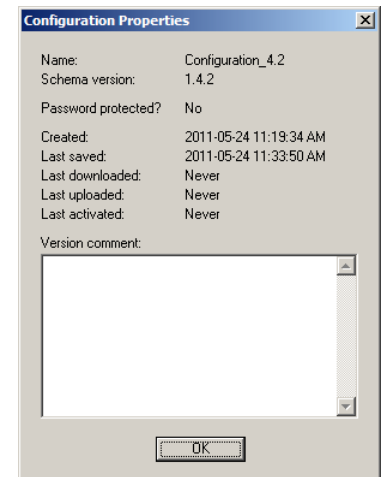 Configuration Properties
Name: Configuration_4.2
Schema version: 1.4.2
Password protected? No
Created: 2011-05-24 11:19:34 AM
Last saved: 2011-05-24 11:33:50 AM
Last downloaded: Never
Last uploaded: Never
Last activated: Never
Version comment:
OK